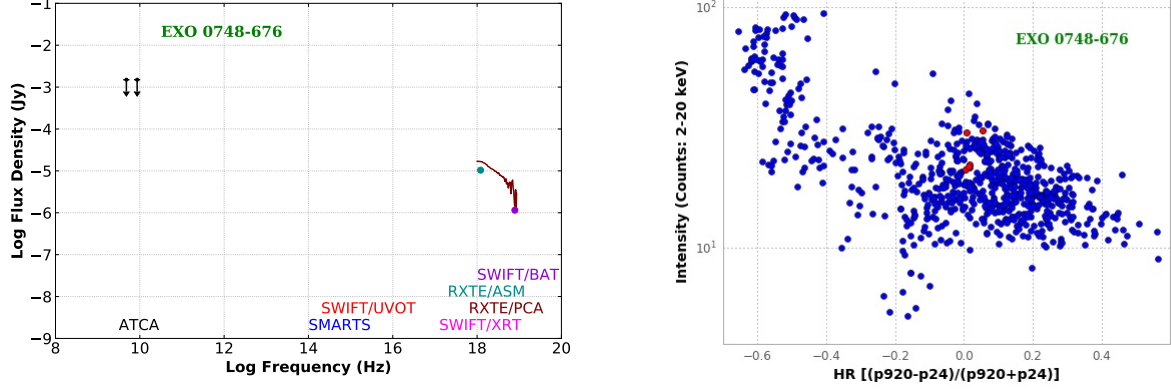 EXO 0748-676
Log Flux Density (Jy)
−1
−2
−3
−4
−5
−6
−7
−8
−9
SWIFT/BAT
RXTE/ASM
SWIFT/UVOT
RXTE/PCA
ATCA
SMARTS
SWIFT/XRT
8
10
12
14
16
18
20
Log Frequency (Hz)
EXO 0748-676
Intensity (Counts: 2-20 keV)
10²
10¹
−0.6
−0.4
−0.2
0.0
0.2
0.4
HR [(p920-p24)/(p920+p24)]